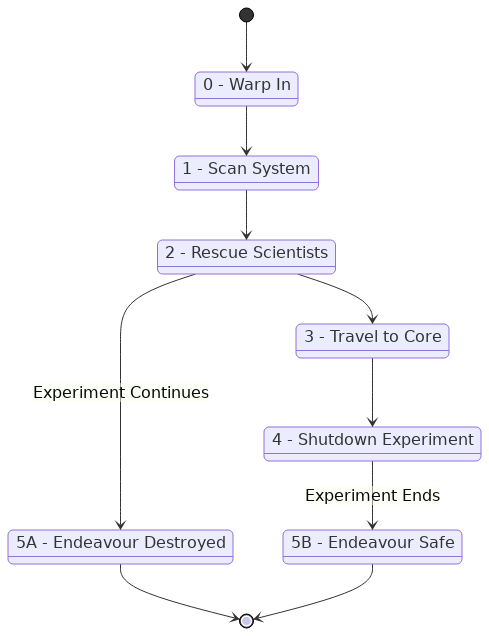 0 - Warp In
1 - Scan System
2 - Rescue Scientists
3 - Travel to Core
Experiment Continues
4 - Shutdown Experiment
Experiment Ends
5A - Endeavour Destroyed
5B - Endeavour Safe